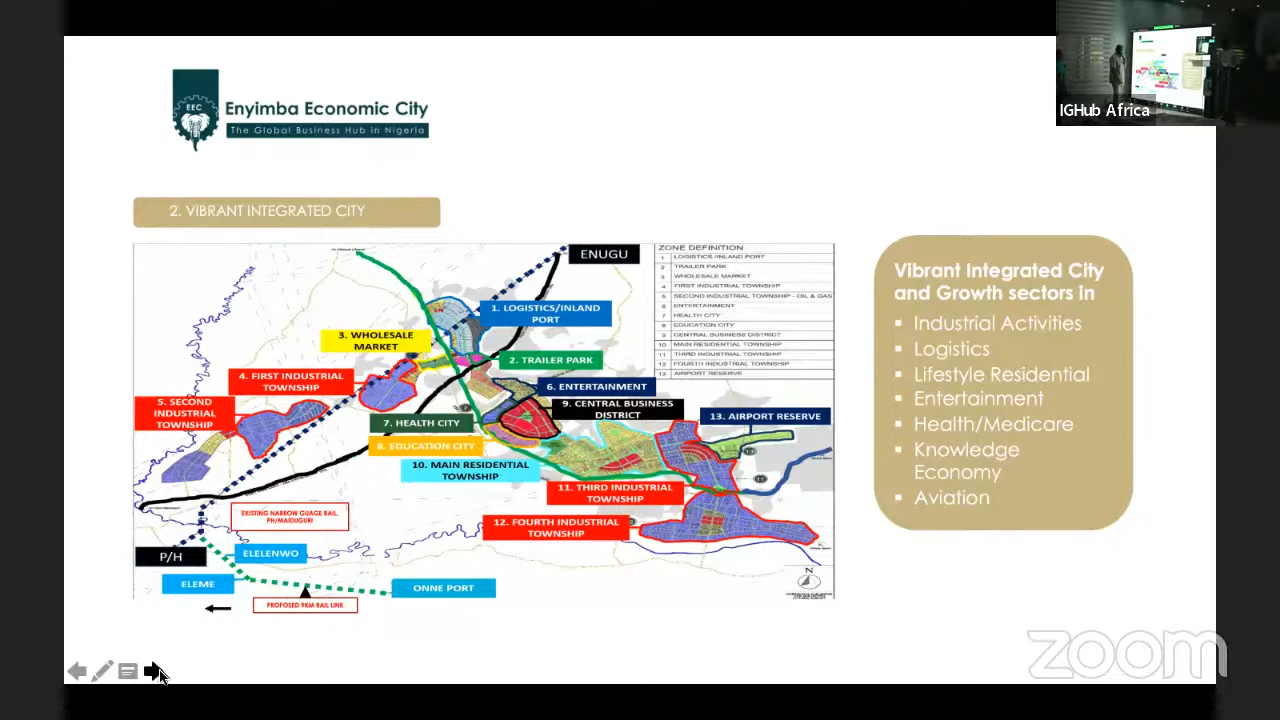 IGHub Africa
EEC
Enyimba Economic City
The Global Business Hub in Nigeria
2. VIBRANT INTEGRATED CITY
ENUGU
ZONE DEFINITION
1 LOGISTICS /INLAND PORT
2 TRAILER PARK
3 WHOLESALE MARKET
4 FIRST INDUSTRIAL TOWNSHIP
5 SECOND INDUSTRIAL TOWNSHIP - OIL & GAS
6 ENTERTAINMENT
7 HEALTH CITY
8 EDUCATION CITY
9 CENTRAL BUSINESS DISTRICT
10 MAIN RESIDENTIAL TOWNSHIP
11 THIRD INDUSTRIAL TOWNSHIP
12 FOURTH INDUSTRIAL TOWNSHIP
13 AIRPORT RESERVE
1. LOGISTICS/INLAND
PORT
3. WHOLESALE
MARKET
2. TRAILER PARK
4. FIRST INDUSTRIAL
TOWNSHIP
6. ENTERTAINMENT
5. SECOND
INDUSTRIAL
TOWNSHIP
9. CENTRAL BUSINESS
DISTRICT
13. AIRPORT RESERVE
7. HEALTH CITY
8. EDUCATION CITY
10. MAIN RESIDENTIAL
TOWNSHIP
11. THIRD INDUSTRIAL
TOWNSHIP
12. FOURTH INDUSTRIAL
TOWNSHIP
EXISTING NARROW GUAGE RAIL,
PH/MAIDUGURI
P/H
ELELENWO
ELEME
ONNE PORT
PROPOSED 9KM RAIL LINK
N
Vibrant Integrated City
and Growth sectors in
▪ Industrial Activities
▪ Logistics
▪ Lifestyle Residential
▪ Entertainment
▪ Health/Medicare
▪ Knowledge
Economy
▪ Aviation
zoom